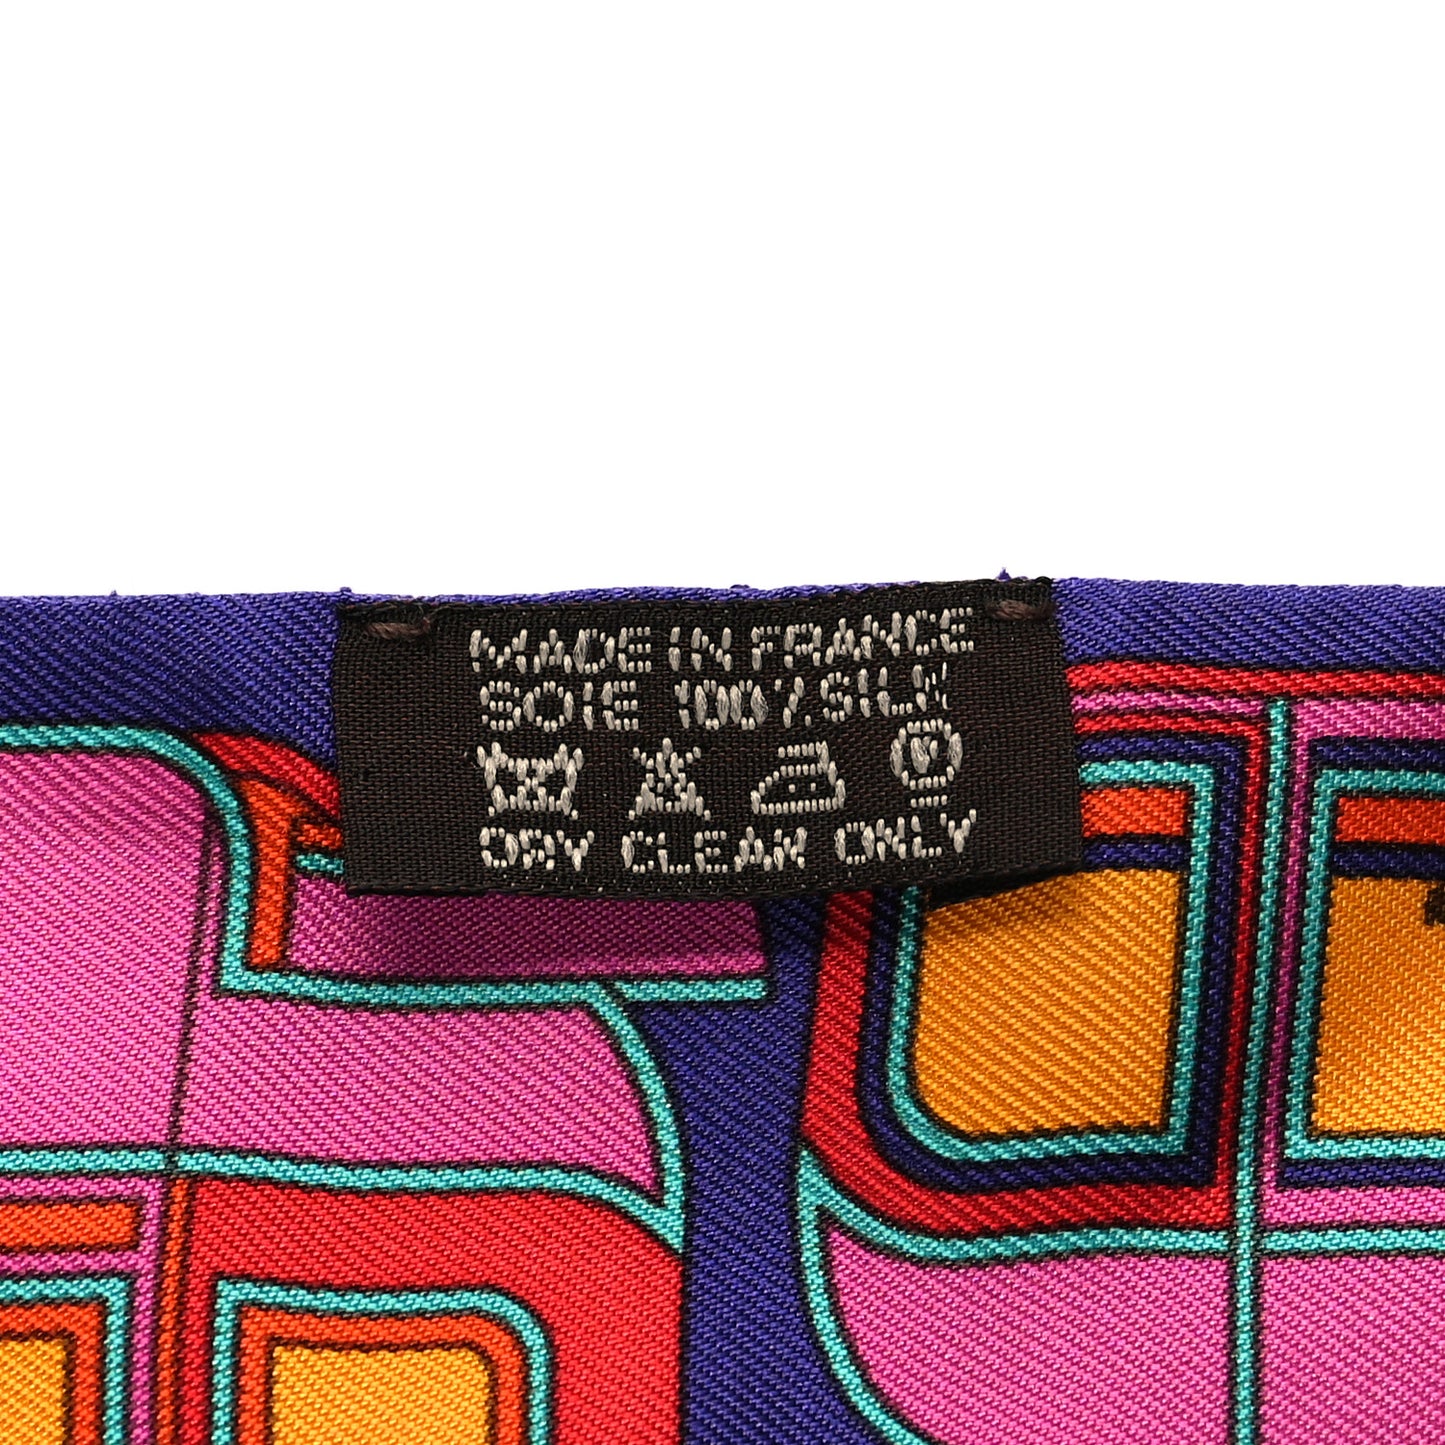 MADE IN FRANCE
SOIE 100% SILK
P
DRY CLEAN ONLY